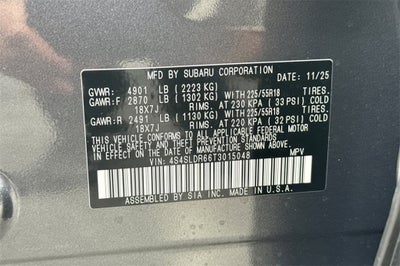 MFD BY SUBARU CORPORATION DATE: 11/25
GVWR: 4901 LB (2223 KG)
GAWR:F 2870 LB (1302 KG) WITH 225/55R18 TIRES.
18X7J RIMS. AT 230 KPA (33 PSI) COLD
GAWR:R 2491 LB (1130 KG) WITH 225/55R18 TIRES.
18X7J RIMS. AT 220 KPA (32 PSI) COLD
THIS VEHICLE CONFORMS TO ALL APPLICABLE FEDERAL MOTOR
VEHICLE SAFETY AND THEFT PREVENTION STANDARDS
IN EFFECT ON THE DATE OF MANUFACTURE SHOWN ABOVE.
VIN: 4S4SLDR66T3015048 MPV
ASSEMBLED BY SIA INC. MADE IN U.S.A.